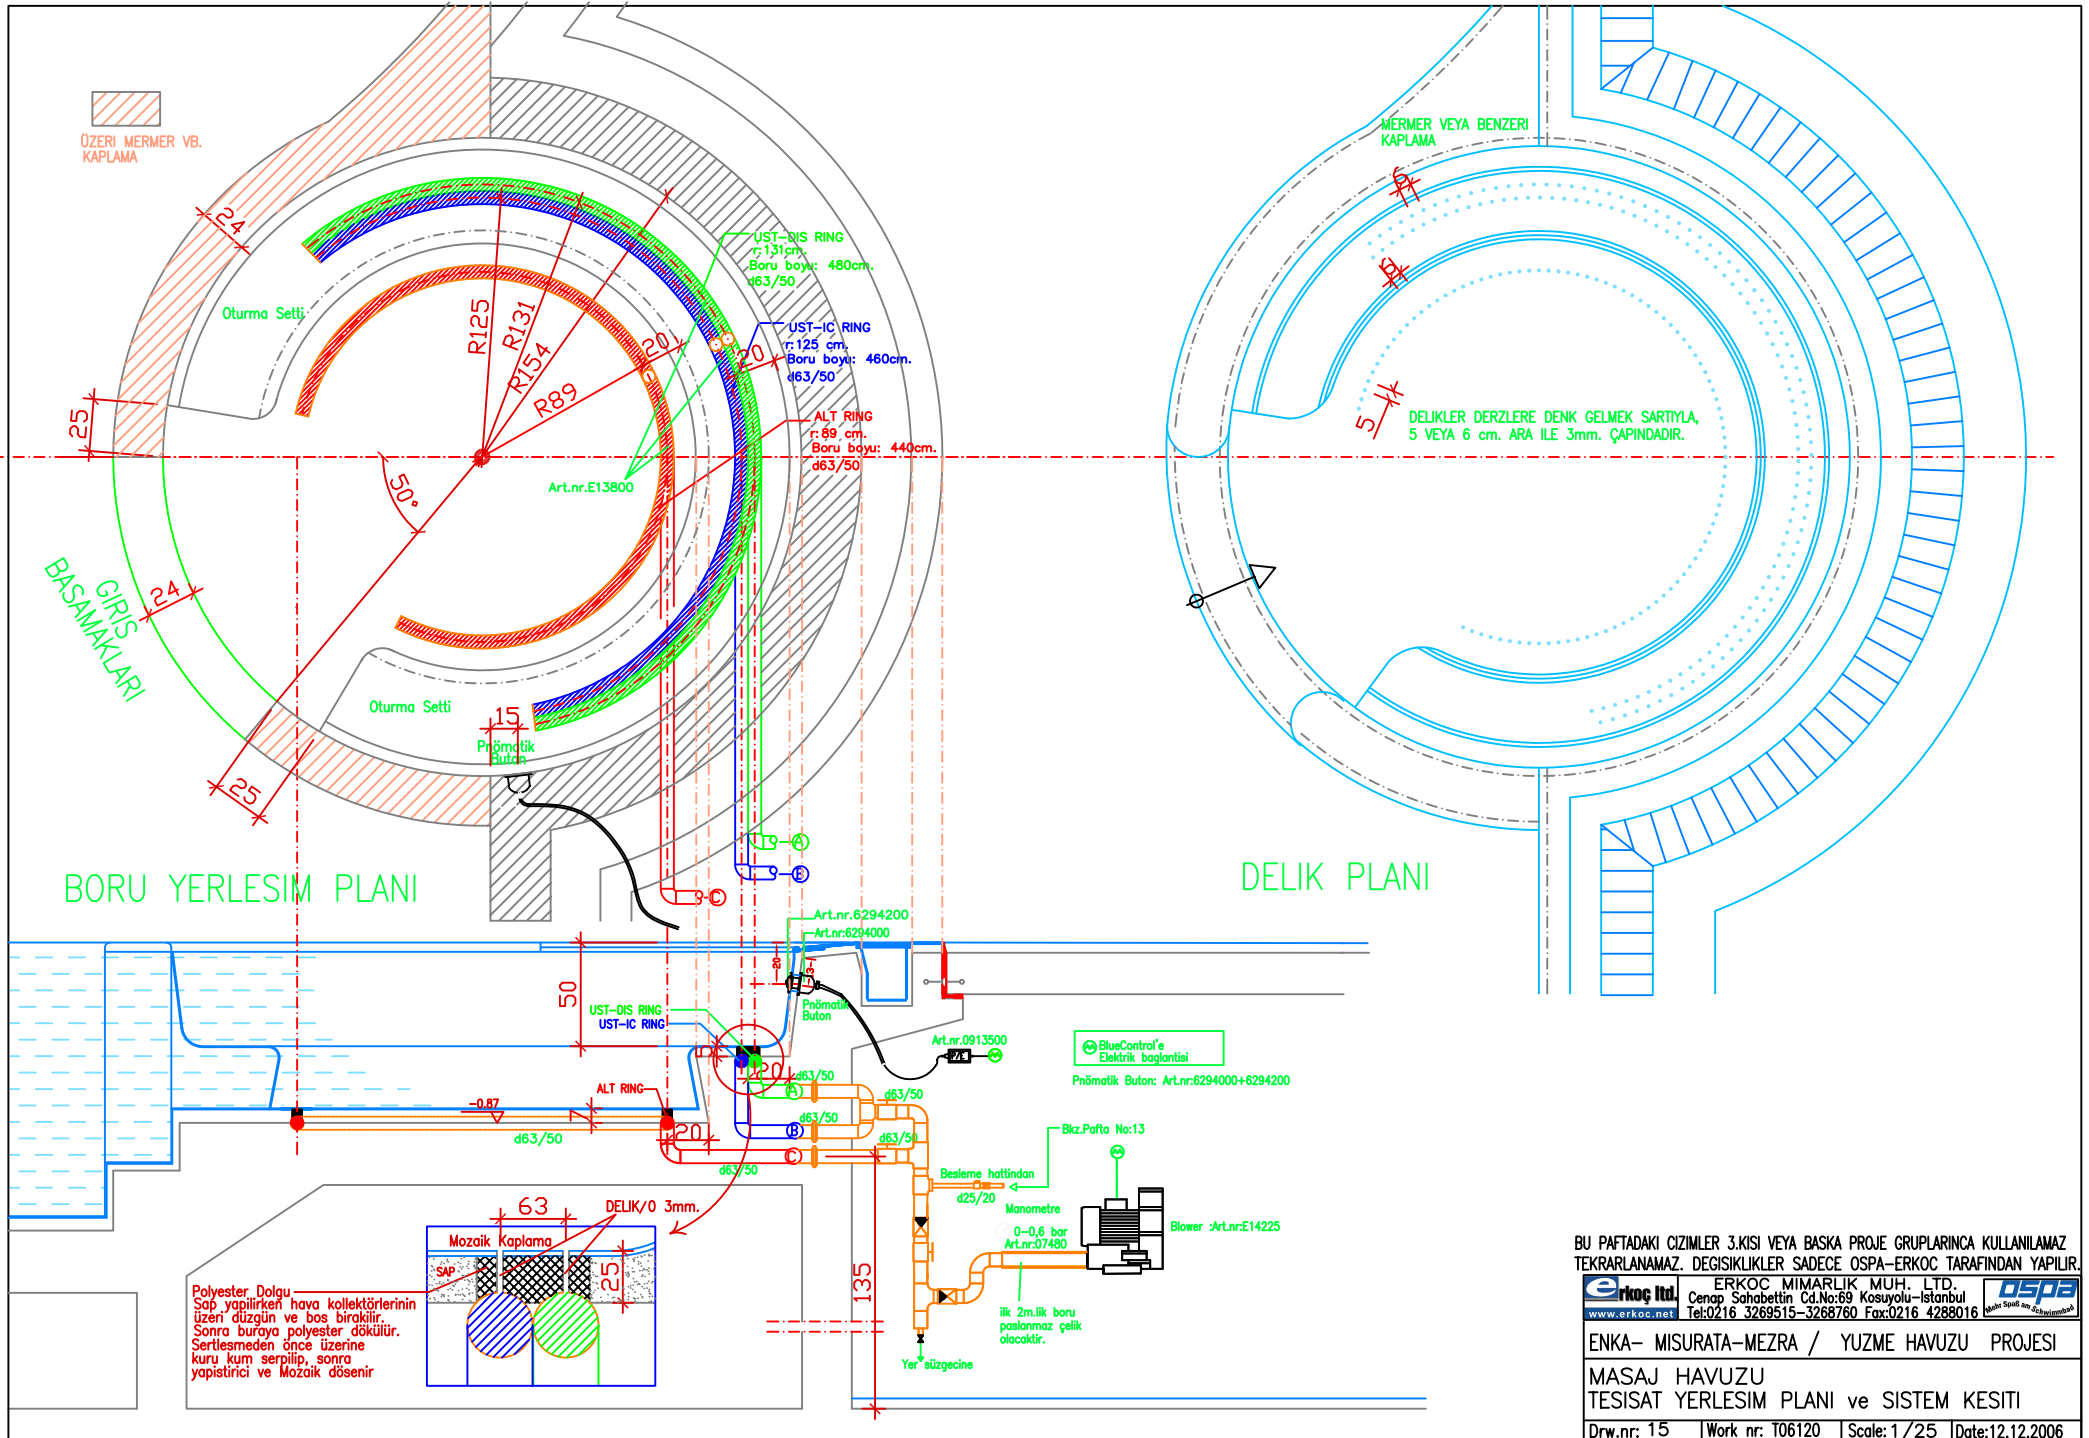 ÜZERI MERMER VB.
KAPLAMA
24
25
Oturma Setti
R125
R131
R154
R89
20
20
UST-DIS RING
r:131cm.
Boru boyu: 480cm.
d63/50
UST-IC RING
r:125 cm.
Boru boyu: 460cm.
d63/50
ALT RING
r:89 cm.
Boru boyu: 440cm.
d63/50
Art.nr.E13800
50°
GIRIS
BASAMAKLARI
24
25
Oturma Setti
15
Pnömatik
Buton
A
B
C
BORU YERLESIM PLANI
MERMER VEYA BENZERI
KAPLAMA
6
6
5
DELIKLER DERZLERE DENK GELMEK SARTIYLA,
5 VEYA 6 cm. ARA ILE 3mm. ÇAPINDADIR.
DELIK PLANI
Art.nr.6294200
Art.nr:6294000
20
13
50
Pnömatik
Buton
UST-DIS RING
UST-IC RING
5
20
ALT RING
-0.87
7
20
d63/50
d63/50
d63/50
d63/50
d63/50
d63/50
A
B
C
Art.nr.0913500
P/E
BlueControl'e
Elektrik baglantisi
Pnömatik Buton: Art.nr:6294000+6294200
Bkz.Pafta No:13
Besleme hattindan
d25/20
Manometre
0-0,6 bar
Art.nr:07480
Blower :Art.nr:E14225
ilk 2m.lik boru
paslanmaz çelik
olacaktir.
135
Yer süzgecine
63
DELIK/0 3mm.
Mozaik Kaplama
SAP
25
Polyester Dolgu
Sap yapilirken hava kollektörlerinin
üzeri düzgün ve bos birakilir.
Sonra buraya polyester dökülür.
Sertlesmeden önce üzerine
kuru kum serpilip, sonra
yapistirici ve Mozaik dösenir
BU PAFTADAKI CIZIMLER 3.KISI VEYA BASKA PROJE GRUPLARINCA KULLANILAMAZ
TEKRARLANAMAZ. DEGISIKLIKLER SADECE OSPA-ERKOC TARAFINDAN YAPILIR.
erkoç ltd.
www.erkoc.net
ERKOC MIMARLIK MUH. LTD.
Cenap Sahabettin Cd.No:69 Kosuyolu-Istanbul
Tel:0216 3269515-3268760 Fax:0216 4288016
ospa
Mehr Spaß am Schwimmbad
ENKA- MISURATA-MEZRA / YUZME HAVUZU PROJESI
MASAJ HAVUZU
TESISAT YERLESIM PLANI ve SISTEM KESITI
Drw.nr: 15 Work nr: T06120 Scale: 1/25 Date:12.12.2006